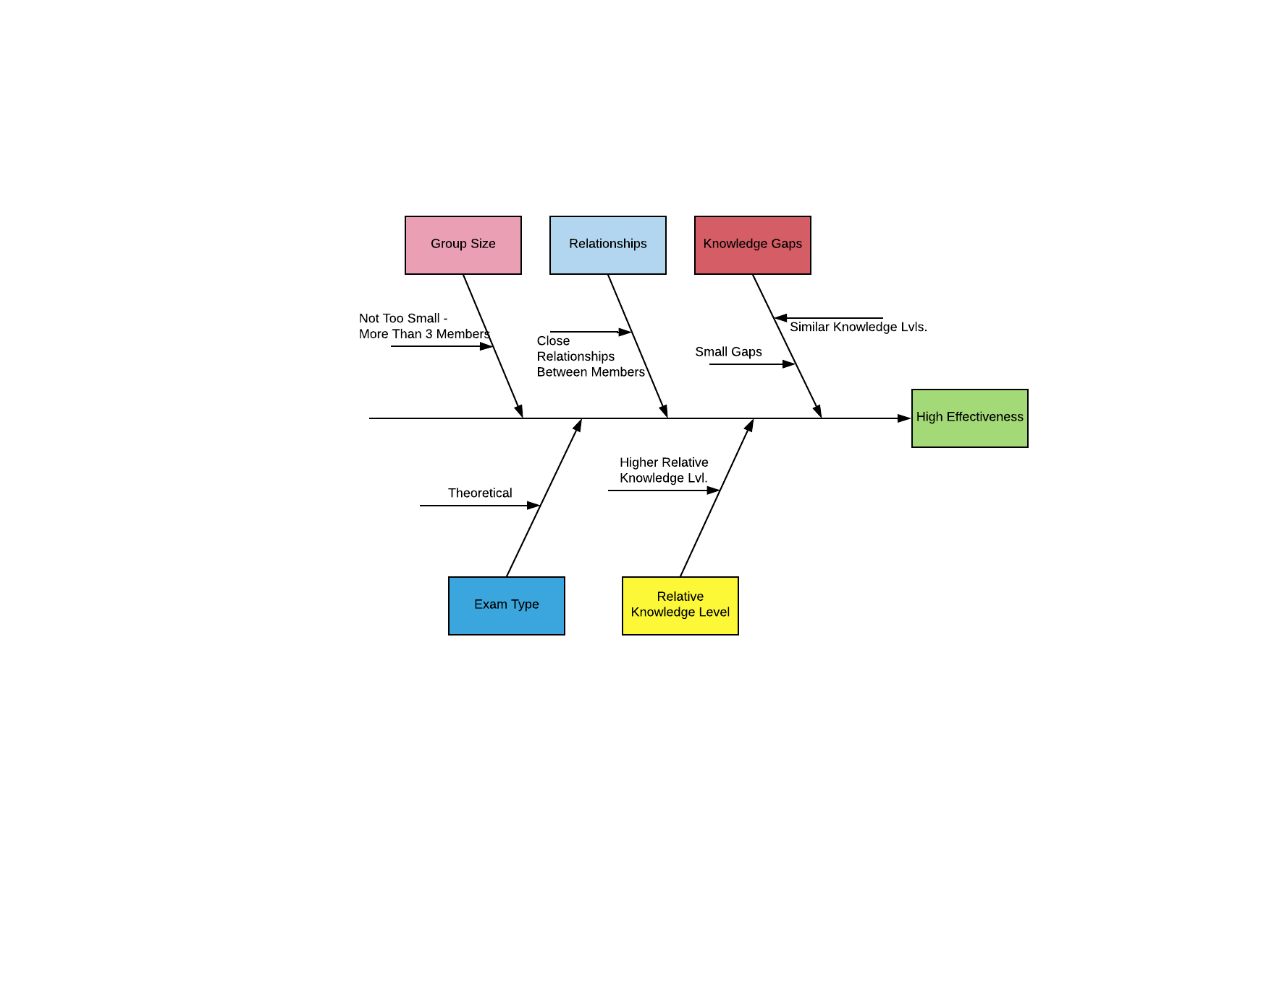 Group Size
Relationships
Knowledge Gaps
Not Too Small -
More Than 3 Members
Close
Relationships
Between Members
Similar Knowledge Lvls.
Small Gaps
High Effectiveness
Theoretical
Higher Relative
Knowledge Lvl.
Exam Type
Relative
Knowledge Level